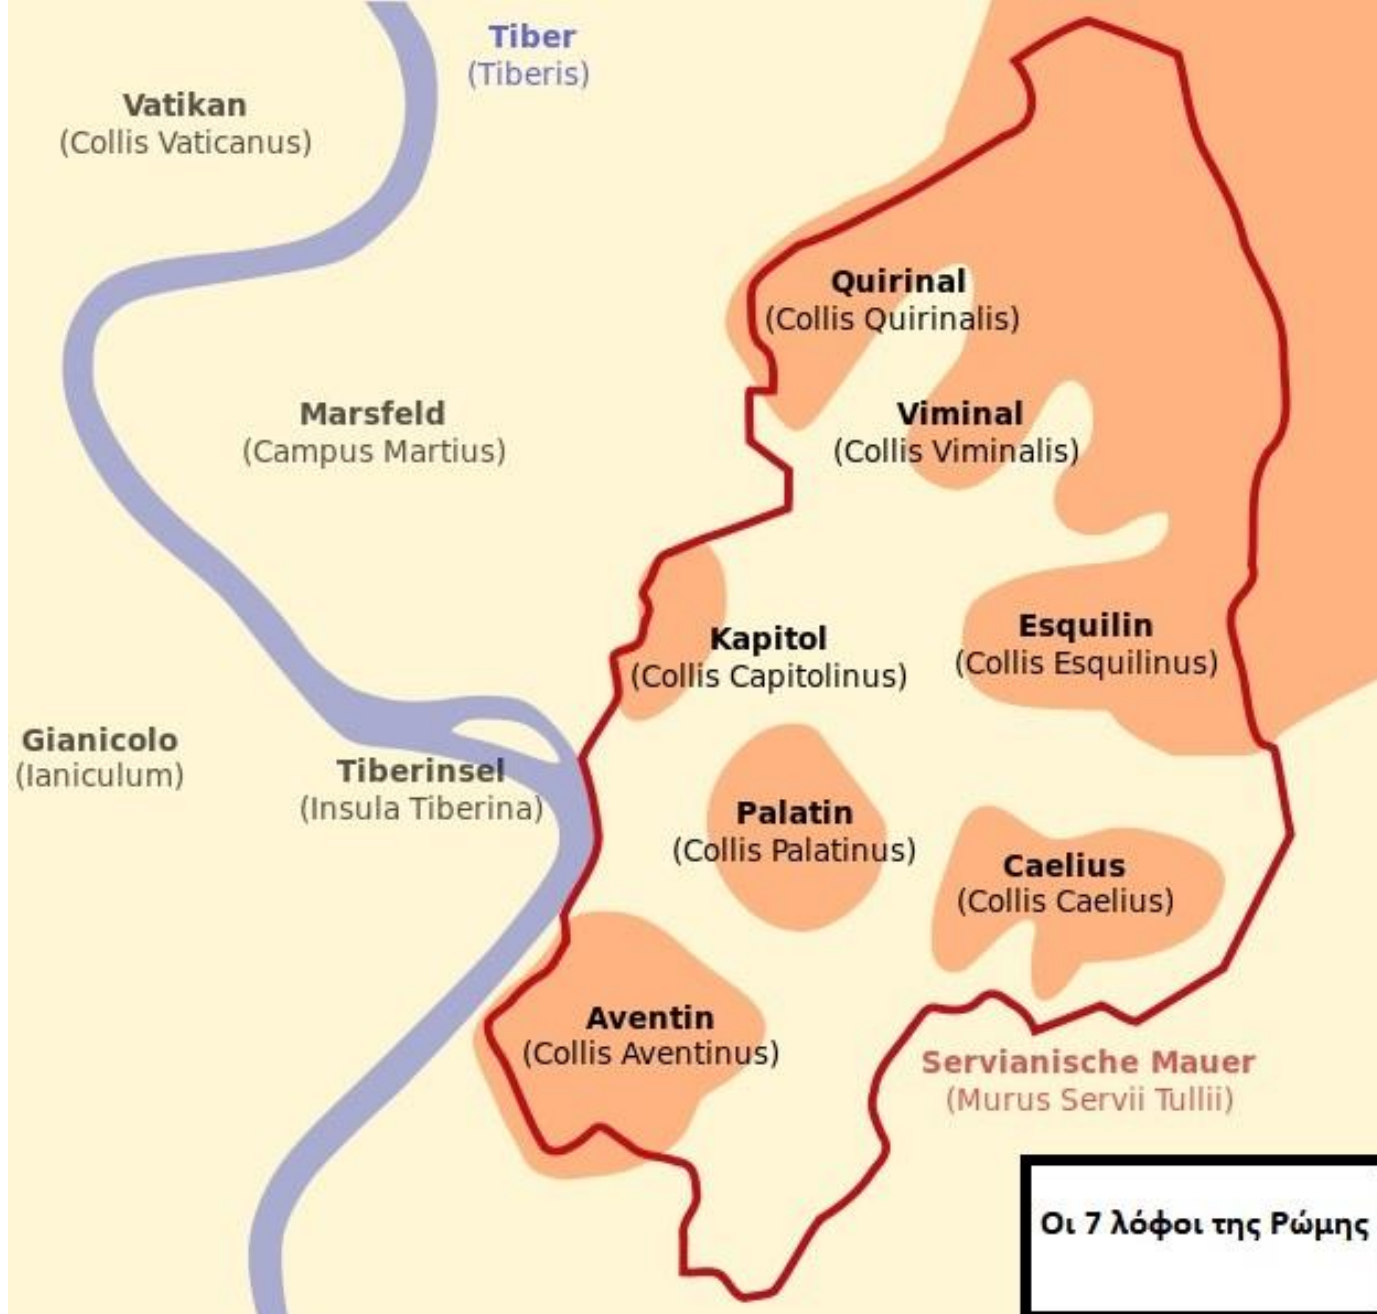 Tiber
(Tiberis)
Vatikan
(Collis Vaticanus)
Quirinal
(Collis Quirinalis)
Marsfeld
(Campus Martius)
Viminal
(Collis Viminalis)
Kapitol
(Collis Capitolinus)
Esquilin
(Collis Esquilinus)
Gianicolo
(Ianiculum)
Tiberinsel
(Insula Tiberina)
Palatin
(Collis Palatinus)
Caelius
(Collis Caelius)
Aventin
(Collis Aventinus)
Servianische Mauer
(Murus Servii Tullii)
Οι 7 λόφοι της Ρώμης